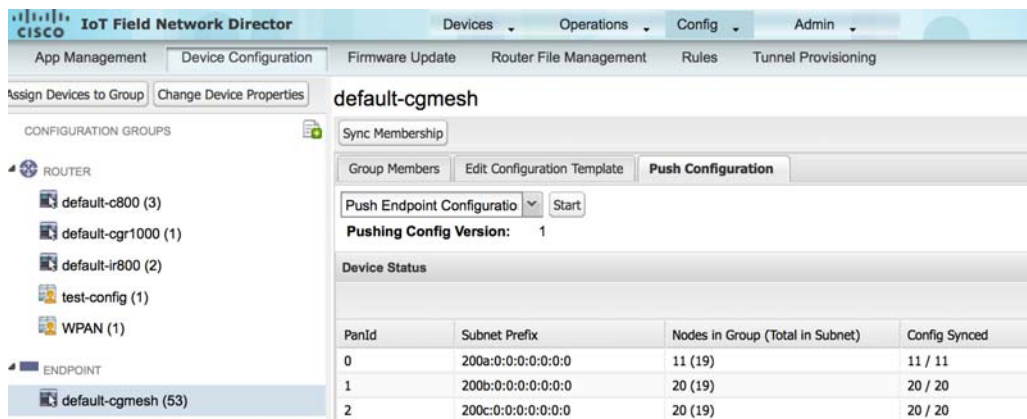 CISCO IoT Field Network Director
Devices Operations Config Admin
App Management Device Configuration Firmware Update Router File Management Rules Tunnel Provisioning
Assign Devices to Group Change Device Properties
CONFIGURATION GROUPS
ROUTER
default-c800 (3)
default-cgr1000 (1)
default-ir800 (2)
test-config (1)
WPAN (1)
ENDPOINT
default-cgmesh (53)
default-cgmesh
Sync Membership
Group Members Edit Configuration Template Push Configuration
Push Endpoint Configuratio Start
Pushing Config Version: 1
Device Status
PanId Subnet Prefix Nodes in Group (Total in Subnet) Config Synced
0 200a:0:0:0:0:0:0:0 11 (19) 11 / 11
1 200b:0:0:0:0:0:0:0 20 (19) 20 / 20
2 200c:0:0:0:0:0:0:0 20 (19) 20 / 20